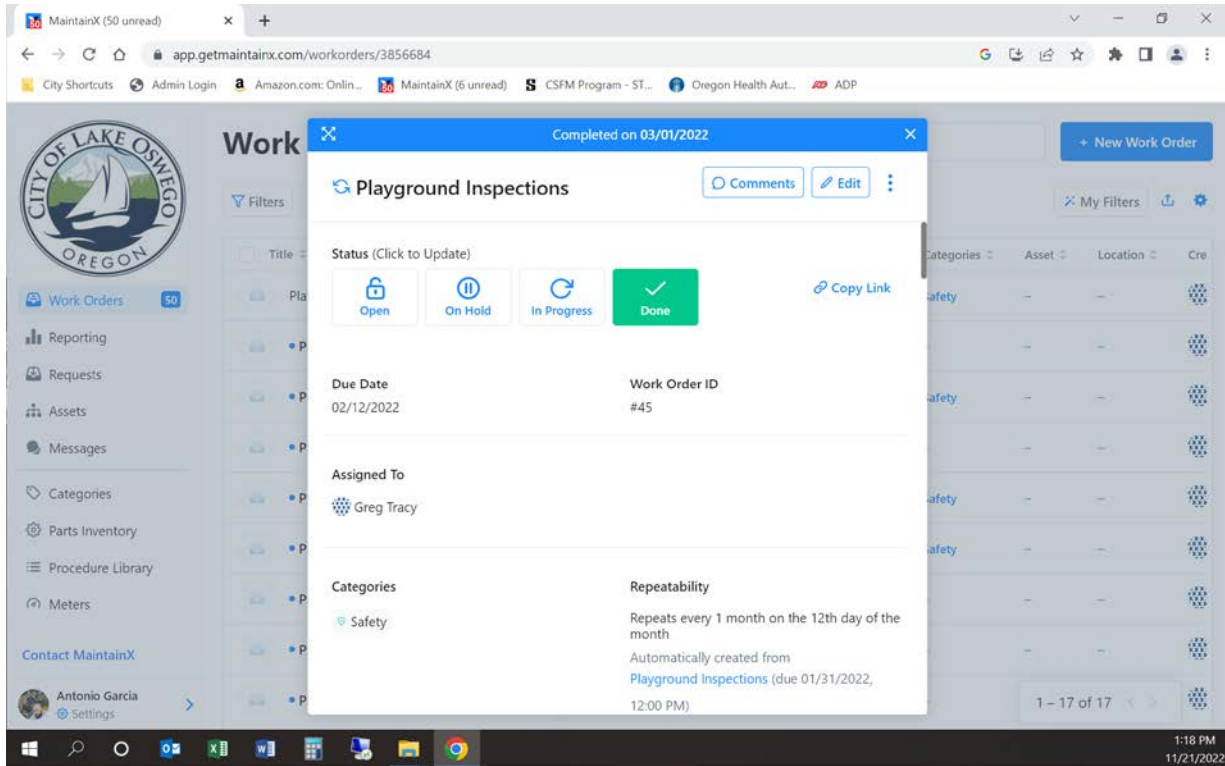 MaintainX (50 unread)
app.getmaintainx.com/workorders/3856684
City Shortcuts Admin Login Amazon.com: Onlin... MaintainX (6 unread) CSFM Program - ST... Oregon Health Aut... ADP
CITY OF LAKE OSWEGO
OREGON
Work
+ New Work Order
Filters
My Filters
Title
Categories Asset Location Cre
Work Orders 50
Reporting
Requests
Assets
Messages
Categories
Parts Inventory
Procedure Library
Meters
Contact MaintainX
Antonio Garcia
Settings
Completed on 03/01/2022
Playground Inspections
Comments Edit
Status (Click to Update)
Open On Hold In Progress Done
Copy Link
Due Date Work Order ID
02/12/2022 #45
Assigned To
Greg Tracy
Categories Repeatability
Safety Repeats every 1 month on the 12th day of the
month
Automatically created from
Playground Inspections (due 01/31/2022,
12:00 PM)
Pla
P
P
P
P
P
P
P
P
afety
afety
afety
afety
1 – 17 of 17
1:18 PM
11/21/2022